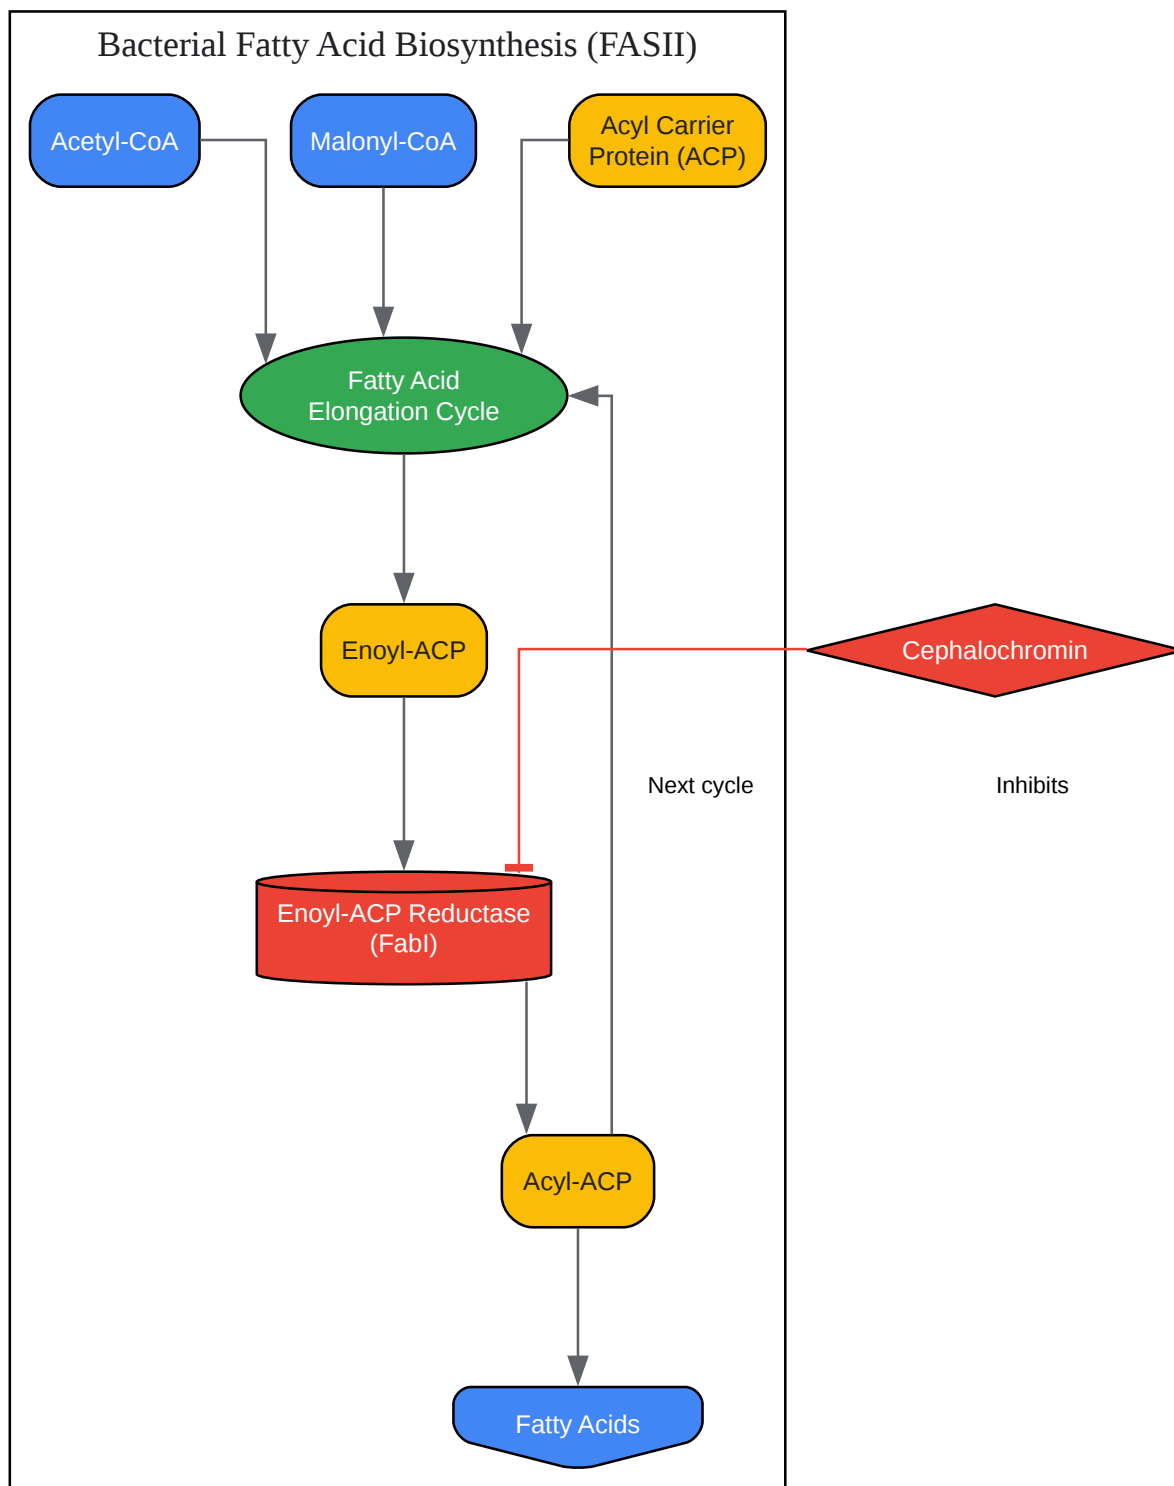 Bacterial Fatty Acid Biosynthesis (FASII)
Acetyl-CoA
Malonyl-CoA
Acyl Carrier
Protein (ACP)
Fatty Acid
Elongation Cycle
Enoyl-ACP
Cephalochromin
Next cycle
Inhibits
Enoyl-ACP Reductase
(FabI)
Acyl-ACP
Fatty Acids